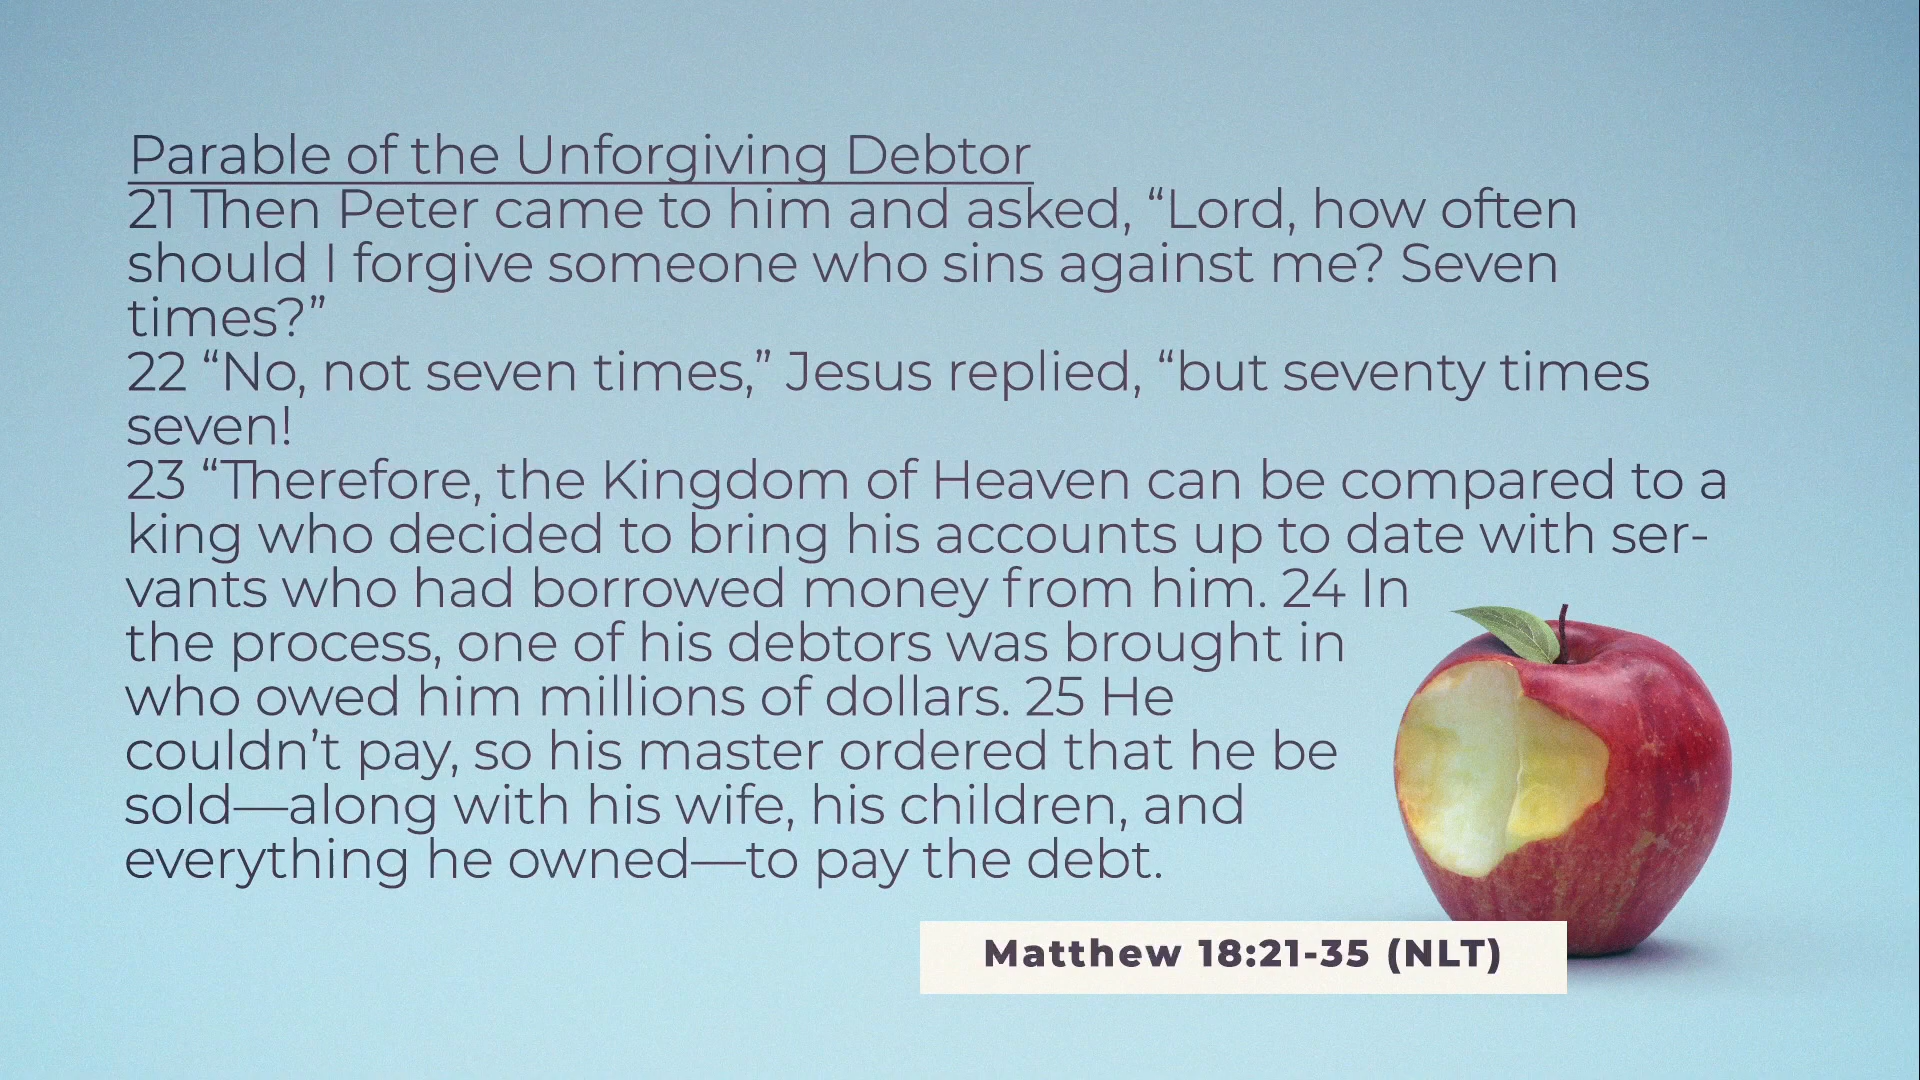 Parable of the Unforgiving Debtor
21 Then Peter came to him and asked, “Lord, how often
should I forgive someone who sins against me? Seven
times?”
22 “No, not seven times,” Jesus replied, “but seventy times
seven!
23 “Therefore, the Kingdom of Heaven can be compared to a
king who decided to bring his accounts up to date with ser-
vants who had borrowed money from him. 24 In
the process, one of his debtors was brought in
who owed him millions of dollars. 25 He
couldn’t pay, so his master ordered that he be
sold—along with his wife, his children, and
everything he owned—to pay the debt.
Matthew 18:21-35 (NLT)